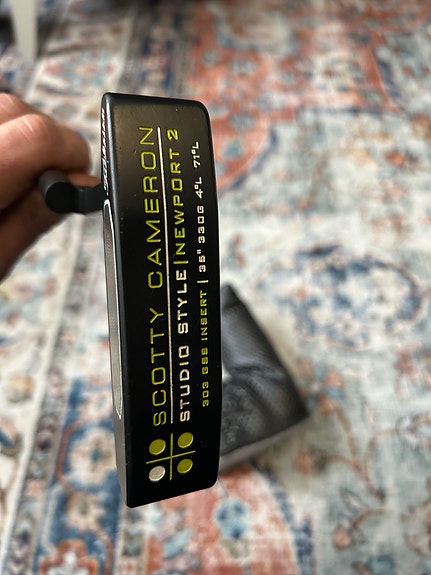 SCOTTY CAMERON
STUDIO STYLE | NEWPORT 2
303 GSS INSERT | 35" 330G 4°L 71°L